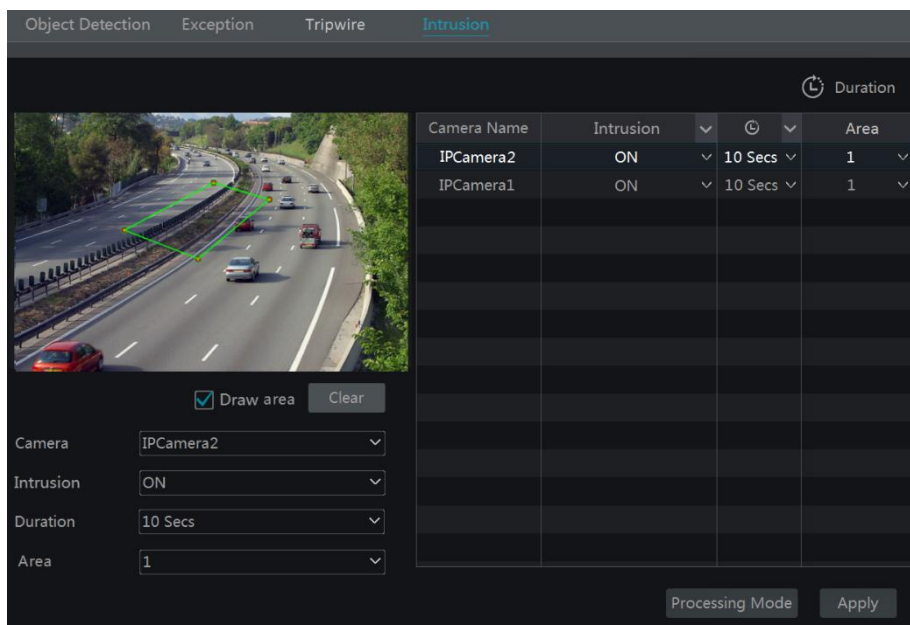 Object Detection Exception Tripwire Intrusion
Duration
Camera Name Intrusion Area
IPCamera2 ON 10 Secs 1
IPCamera1 ON 10 Secs 1
Draw area Clear
Camera IPCamera2
Intrusion ON
Duration 10 Secs
Area 1
Processing Mode Apply